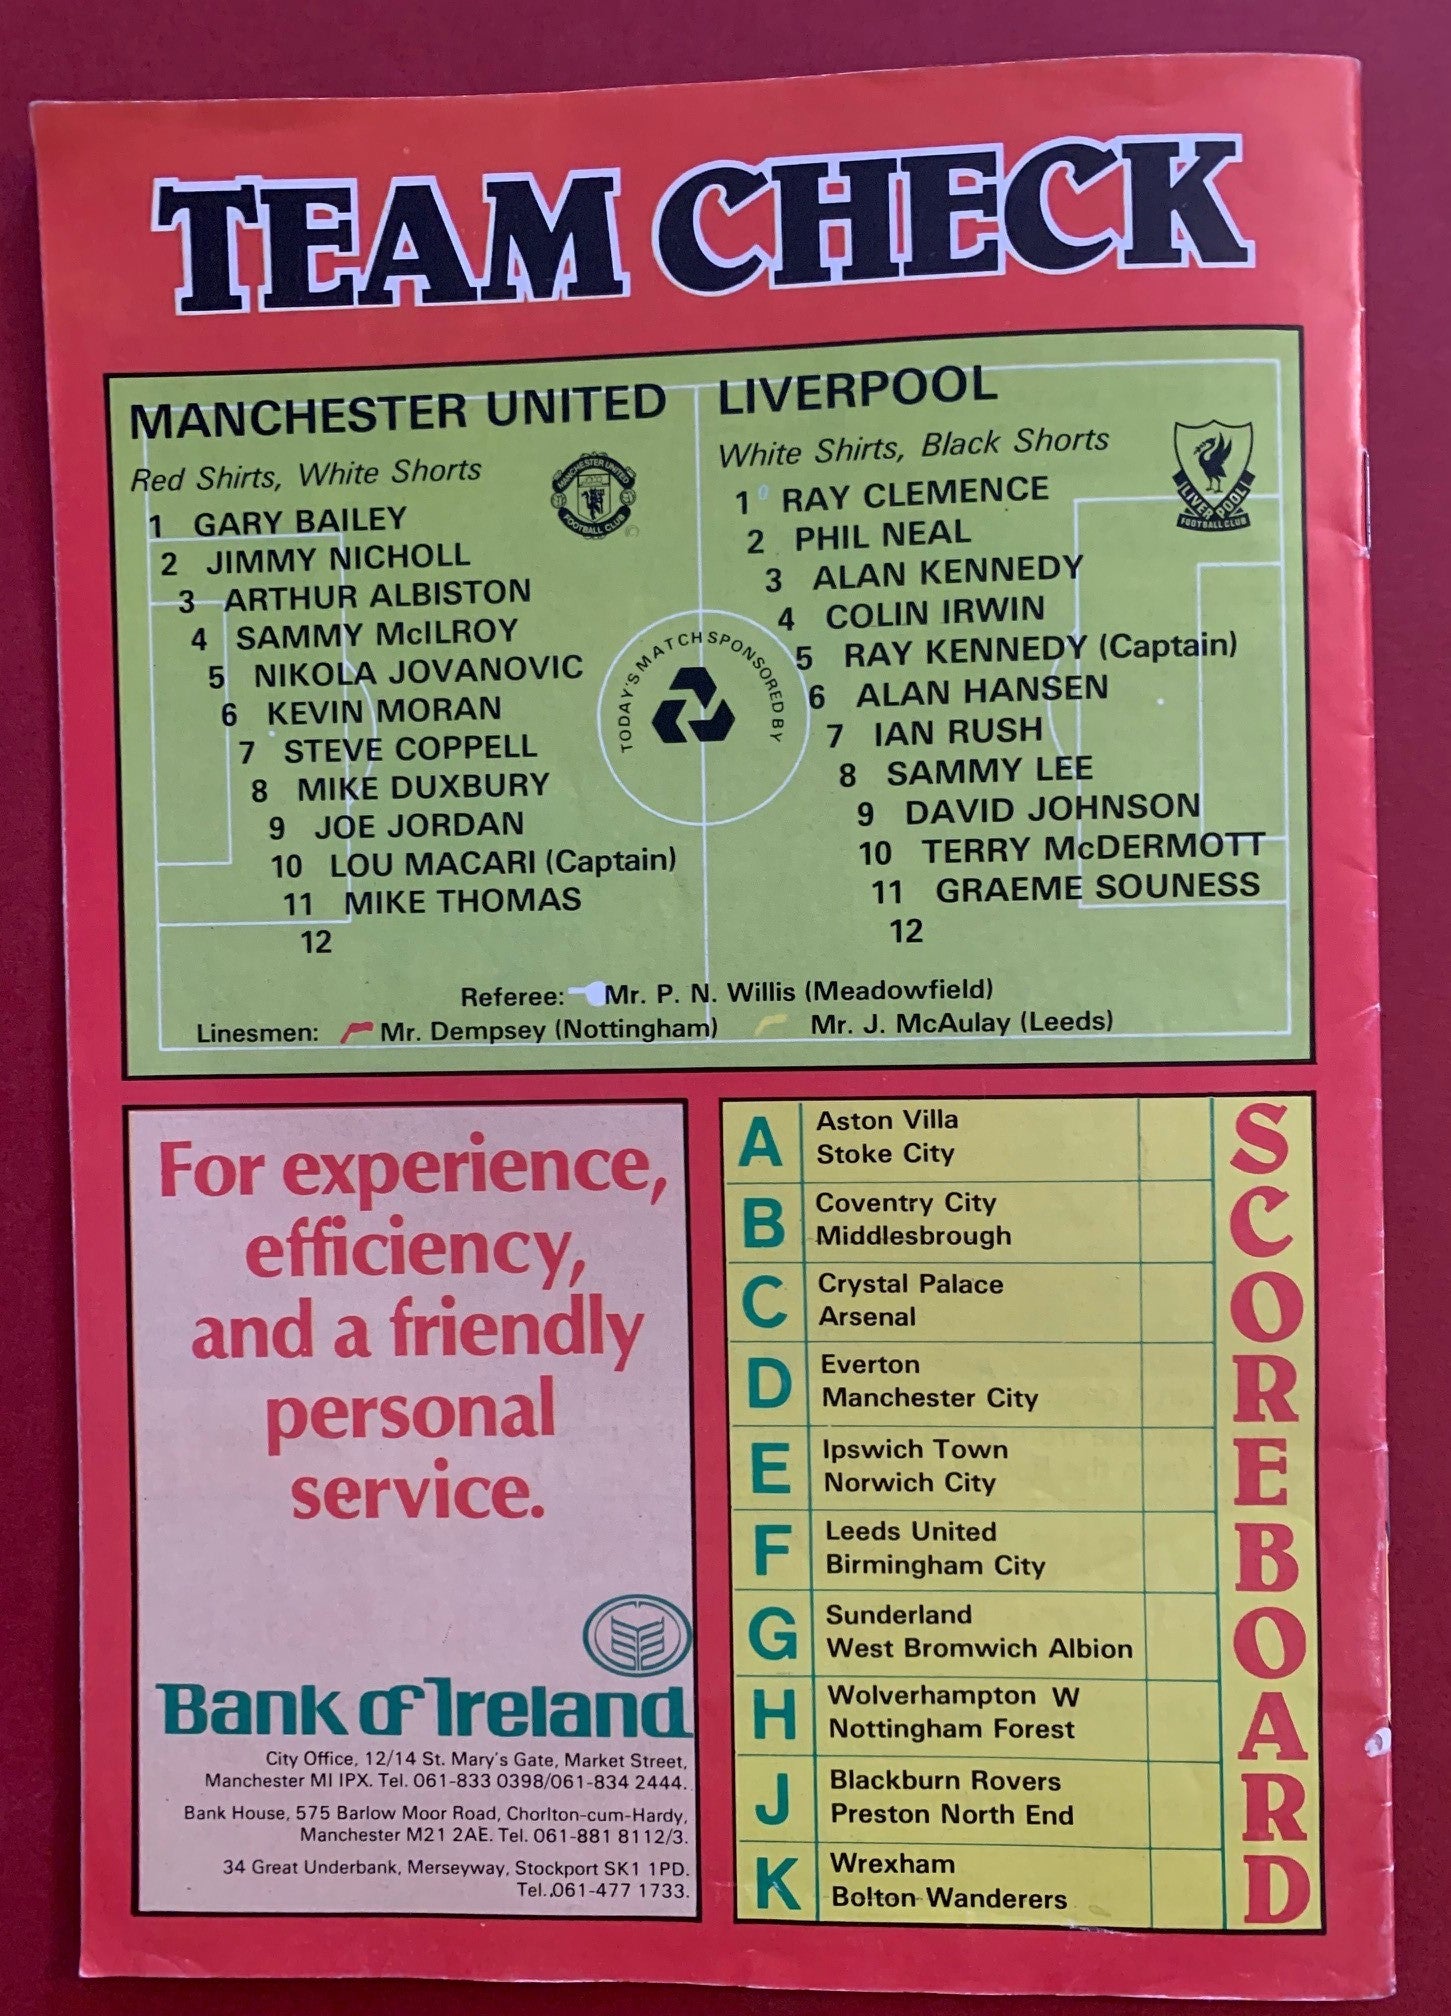 TEAM CHECK
MANCHESTER UNITED
Red Shirts, White Shorts
MANCHESTER UNITED
FOOTBALL CLUB
1 GARY BAILEY
2 JIMMY NICHOLL
3 ARTHUR ALBISTON
4 SAMMY McILROY
5 NIKOLA JOVANOVIC
6 KEVIN MORAN
7 STEVE COPPELL
8 MIKE DUXBURY
9 JOE JORDAN
10 LOU MACARI (Captain)
11 MIKE THOMAS
12
TODAY'S MATCH SPONSORED BY
LIVERPOOL
White Shirts, Black Shorts
LIVERPOOL
FOOTBALL CLUB
1 RAY CLEMENCE
2 PHIL NEAL
3 ALAN KENNEDY
4 COLIN IRWIN
5 RAY KENNEDY (Captain)
6 ALAN HANSEN
7 IAN RUSH
8 SAMMY LEE
9 DAVID JOHNSON
10 TERRY McDERMOTT
11 GRAEME SOUNESS
12
Referee: Mr. P. N. Willis (Meadowfield)
Linesmen: Mr. Dempsey (Nottingham) Mr. J. McAulay (Leeds)
For experience,
efficiency,
and a friendly
personal
service.
Bank of Ireland
City Office, 12/14 St. Mary's Gate, Market Street,
Manchester MI IPX. Tel. 061-833 0398/061-834 2444.
Bank House, 575 Barlow Moor Road, Chorlton-cum-Hardy,
Manchester M21 2AE. Tel. 061-881 8112/3.
34 Great Underbank, Merseyway, Stockport SK1 1PD.
Tel. 061-477 1733.
A Aston Villa
Stoke City
B Coventry City
Middlesbrough
C Crystal Palace
Arsenal
D Everton
Manchester City
E Ipswich Town
Norwich City
F Leeds United
Birmingham City
G Sunderland
West Bromwich Albion
H Wolverhampton W
Nottingham Forest
J Blackburn Rovers
Preston North End
K Wrexham
Bolton Wanderers
SCOREBOARD